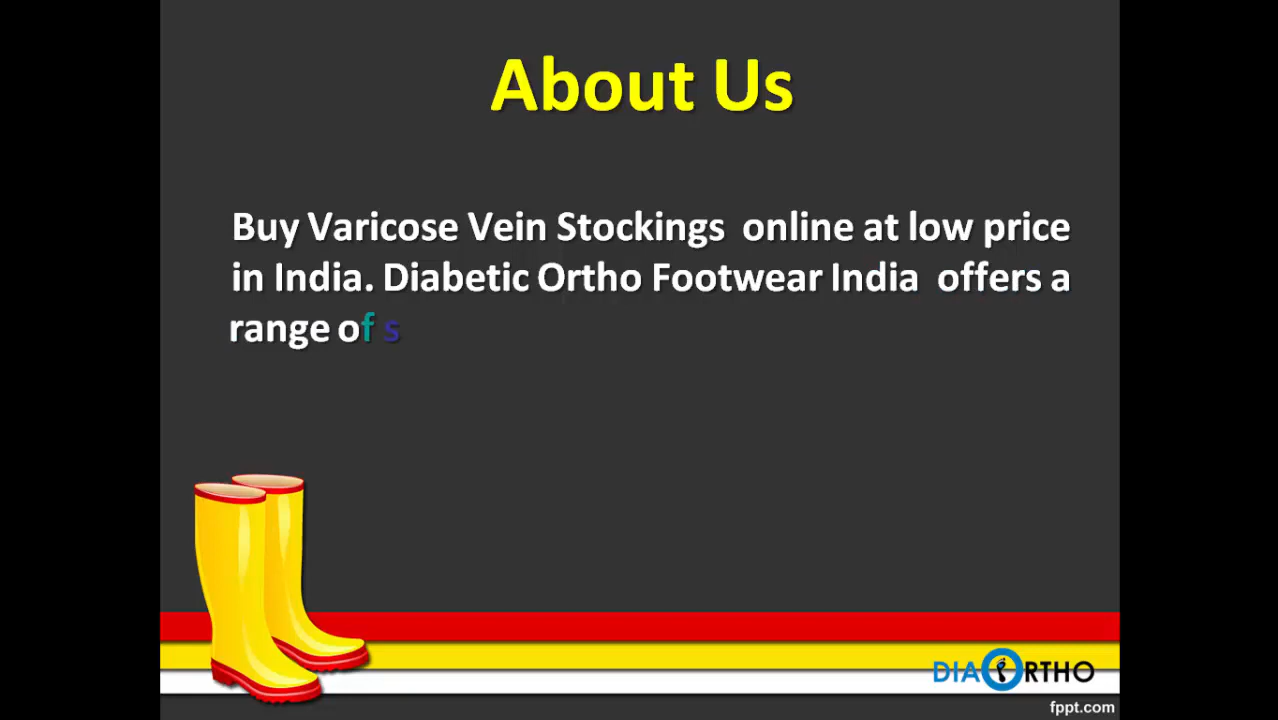 About Us
Buy Varicose Vein Stockings online at low price
in India. Diabetic Ortho Footwear India offers a
range of s
DIAORTHO
fppt.com